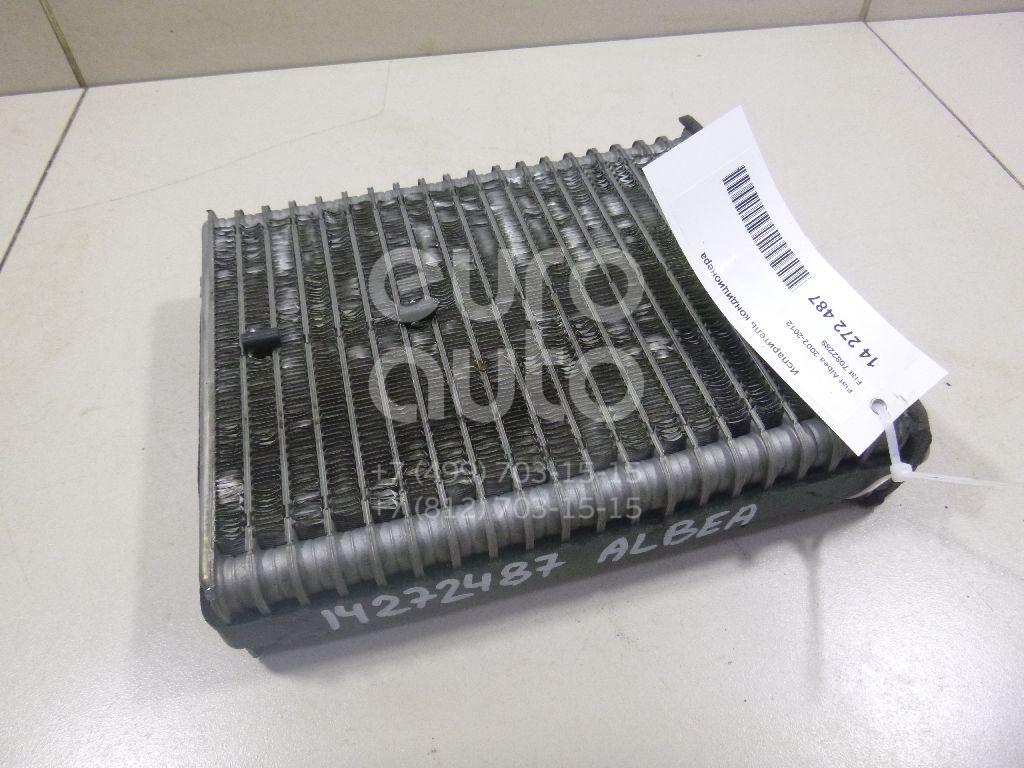 Испаритель кондиционера
14 272 487
Fiat Albea 2002-2012
Fiat 7082289
euro
auto
+7 (499) 703-15-15
+7 (812) 703-15-15
14272487 ALBEA